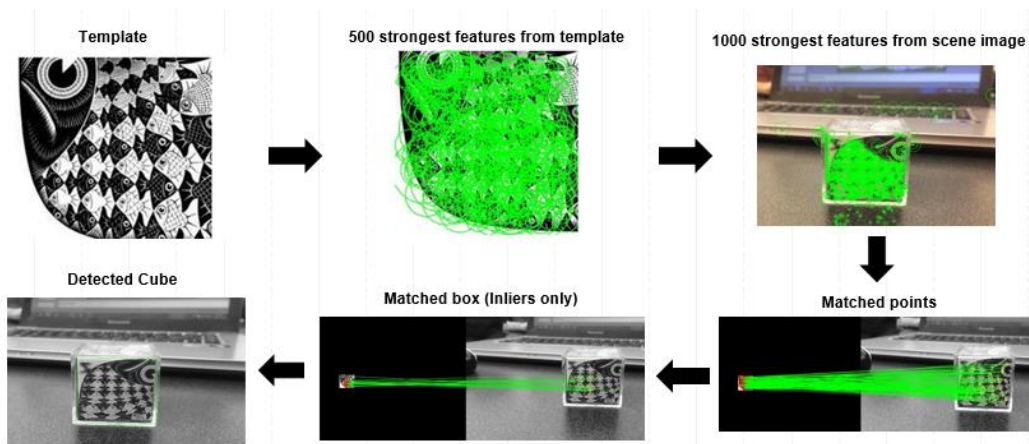 Template
500 strongest features from template
1000 strongest features from scene image
Matched points
Matched box (Inliers only)
Detected Cube